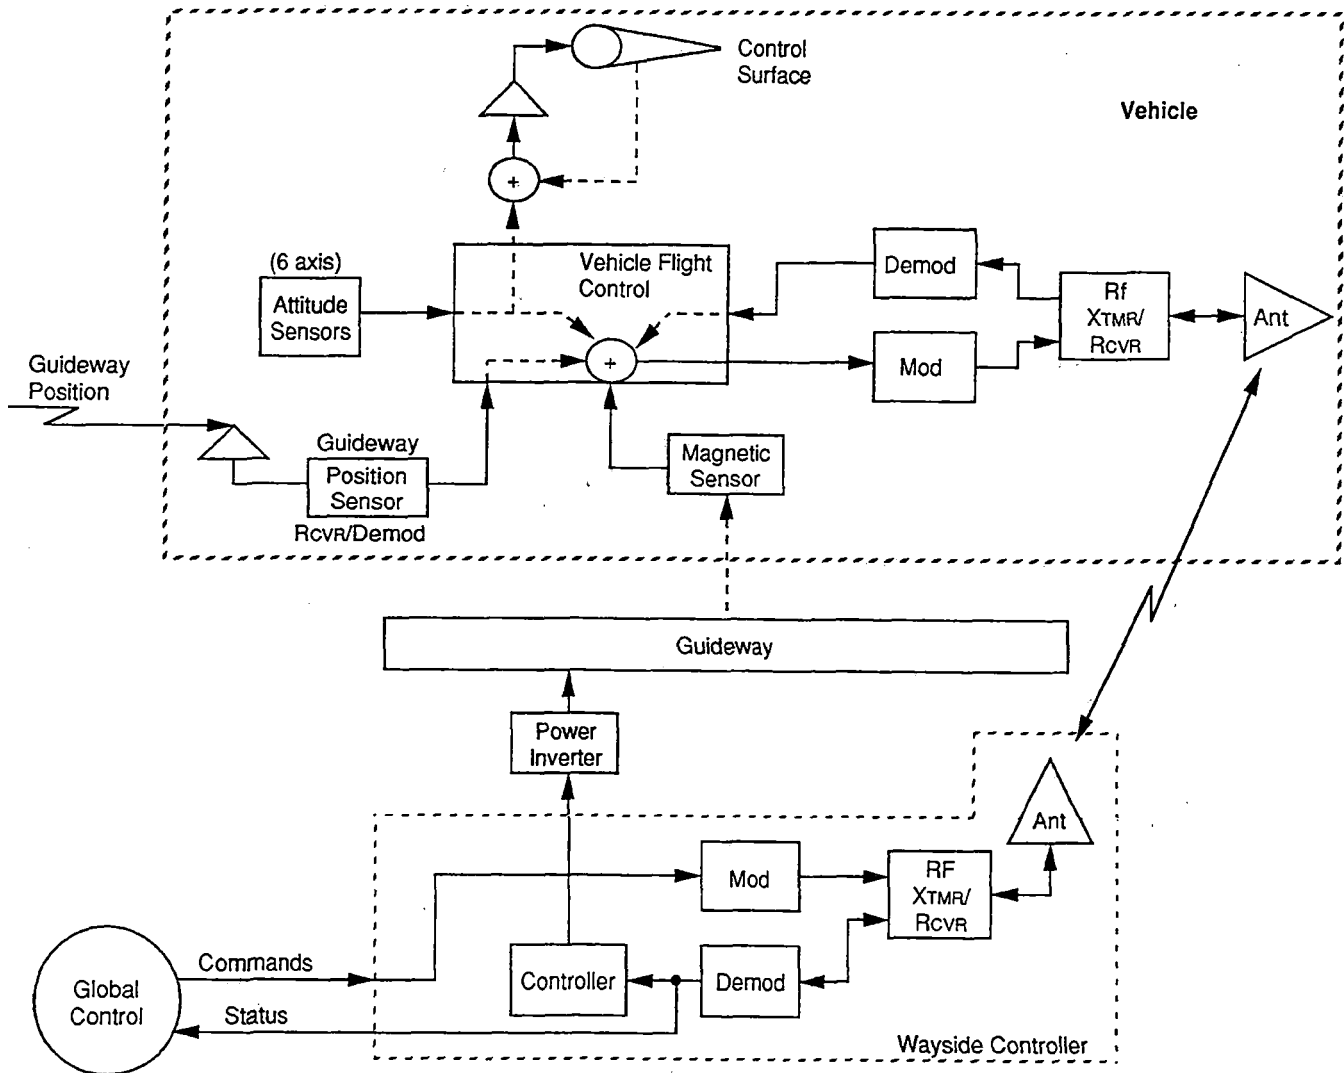 Control
Surface
Vehicle
(6 axis)
Attitude
Sensors
Vehicle Flight
Control
+
+
Demod
Mod
Rf
XTMR/
RCVR
Ant
Guideway
Position
Guideway
Position
Sensor
RCVR/Demod
Magnetic
Sensor
Guideway
Power
Inverter
Ant
Mod
RF
XTMR/
RCVR
Global
Control
Commands
Status
Controller
Demod
Wayside Controller